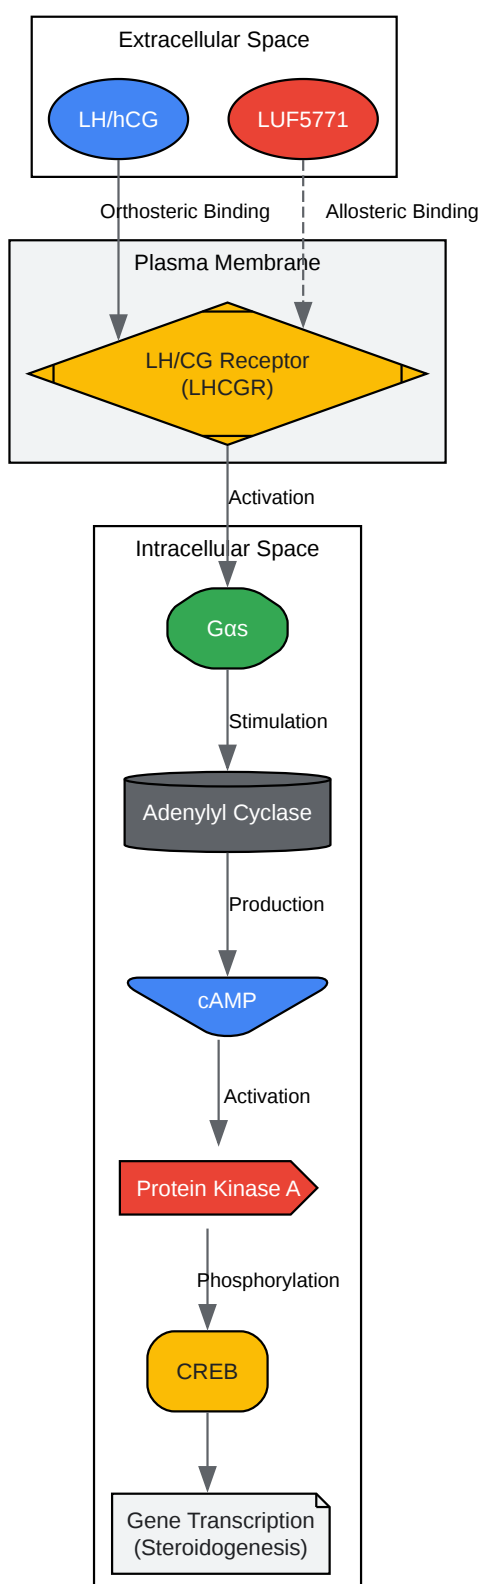 Extracellular Space
LH/hCG
LUF5771
Orthosteric Binding
Allosteric Binding
Plasma Membrane
LH/CG Receptor
(LHCGR)
Activation
Intracellular Space
Gαs
Stimulation
Adenylyl Cyclase
Production
cAMP
Activation
Protein Kinase A
Phosphorylation
CREB
Gene Transcription
(Steroidogenesis)